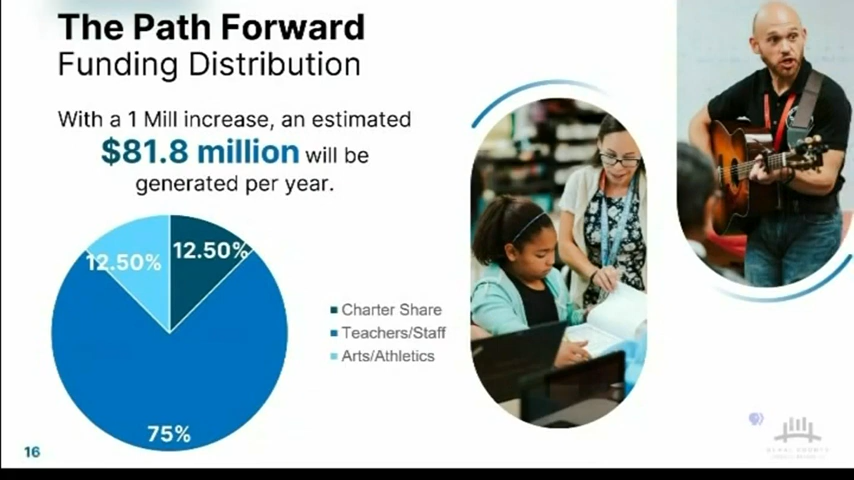 The Path Forward
Funding Distribution
With a 1 Mill increase, an estimated
$81.8 million will be
generated per year.
12.50%
12.50%
75%
Charter Share
Teachers/Staff
Arts/Athletics
16